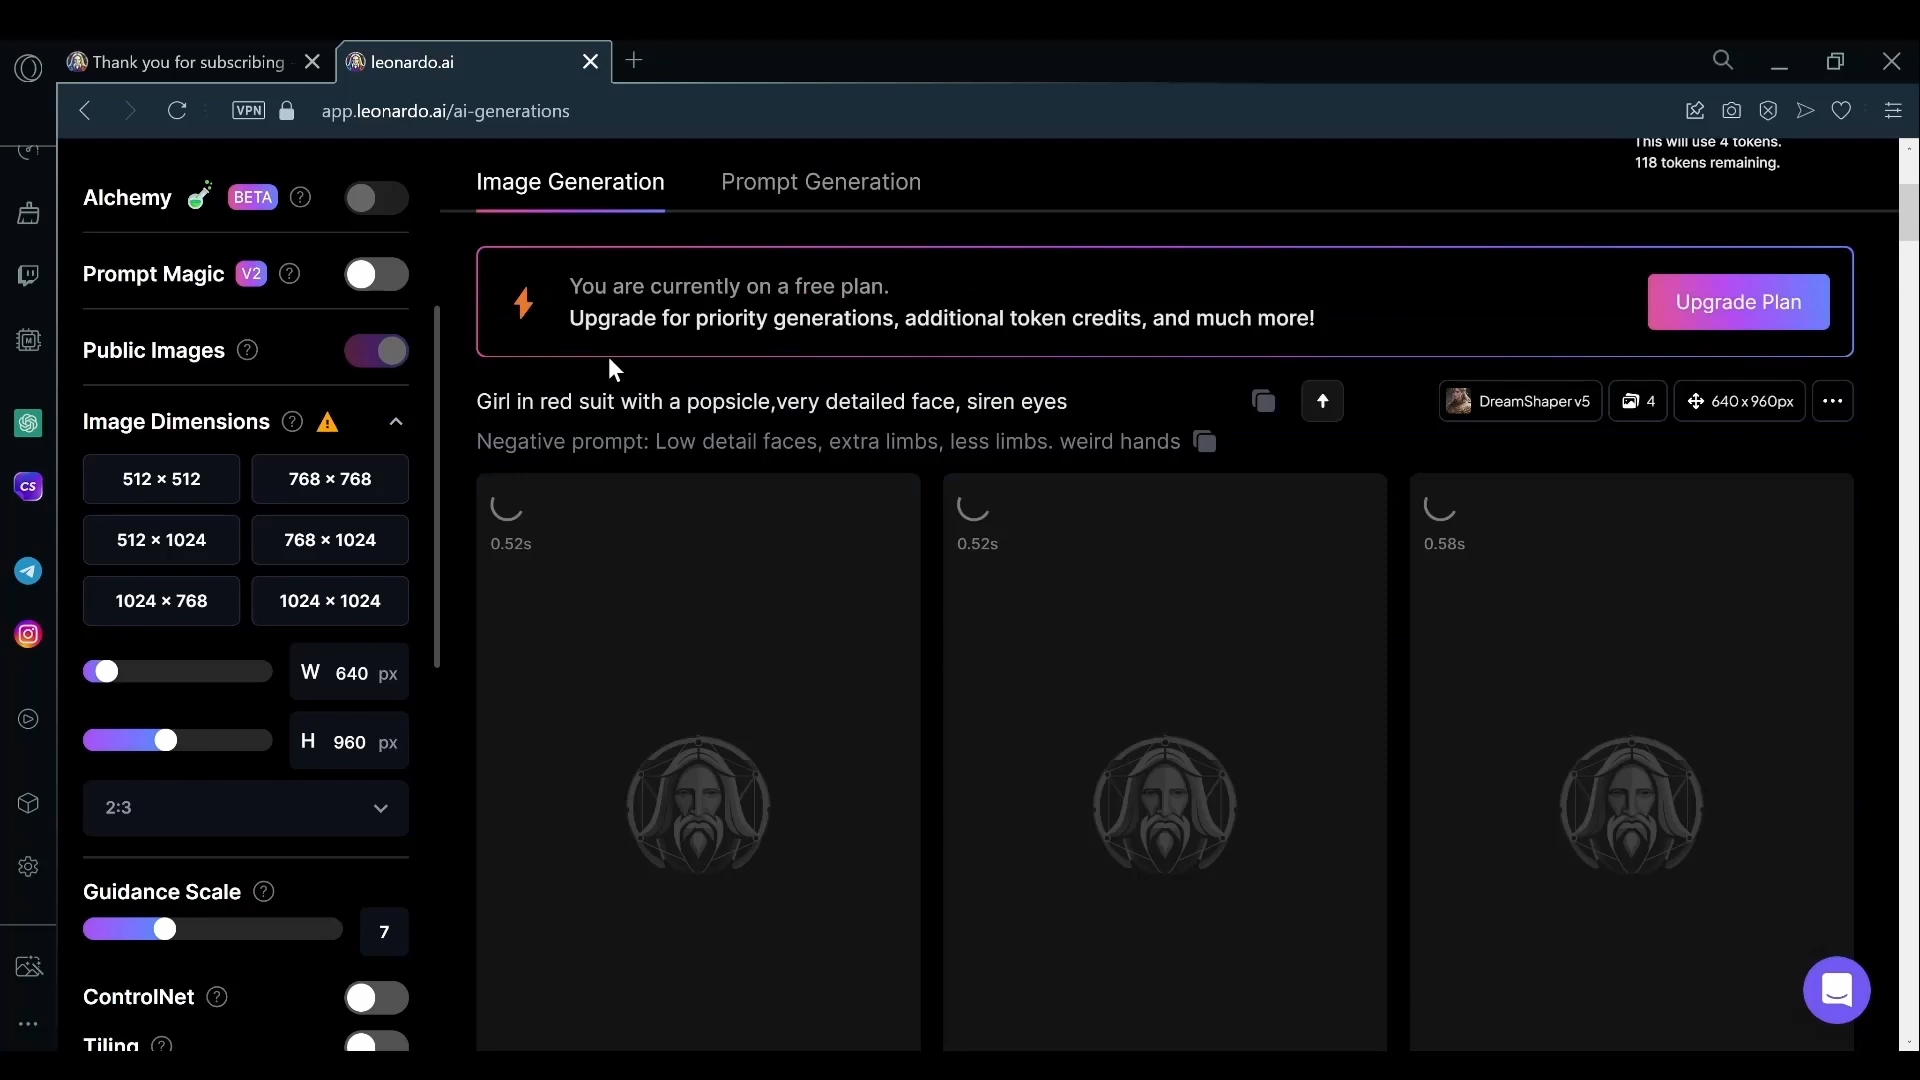 Thank you for subscribing
leonardo.ai
VPN
app.leonardo.ai/ai-generations
This will use 4 tokens.
118 tokens remaining.
Image Generation
Prompt Generation
Alchemy BETA ?
Prompt Magic V2 ?
Public Images ?
Image Dimensions ?
512 × 512
768 × 768
512 × 1024
768 × 1024
1024 × 768
1024 × 1024
W 640 px
H 960 px
2:3
Guidance Scale ?
7
ControlNet ?
Tiling ?
You are currently on a free plan.
Upgrade for priority generations, additional token credits, and much more!
Upgrade Plan
Girl in red suit with a popsicle,very detailed face, siren eyes
DreamShaper v5
4
640 x 960px
Negative prompt: Low detail faces, extra limbs, less limbs. weird hands
0.52s
0.52s
0.58s
CS
M